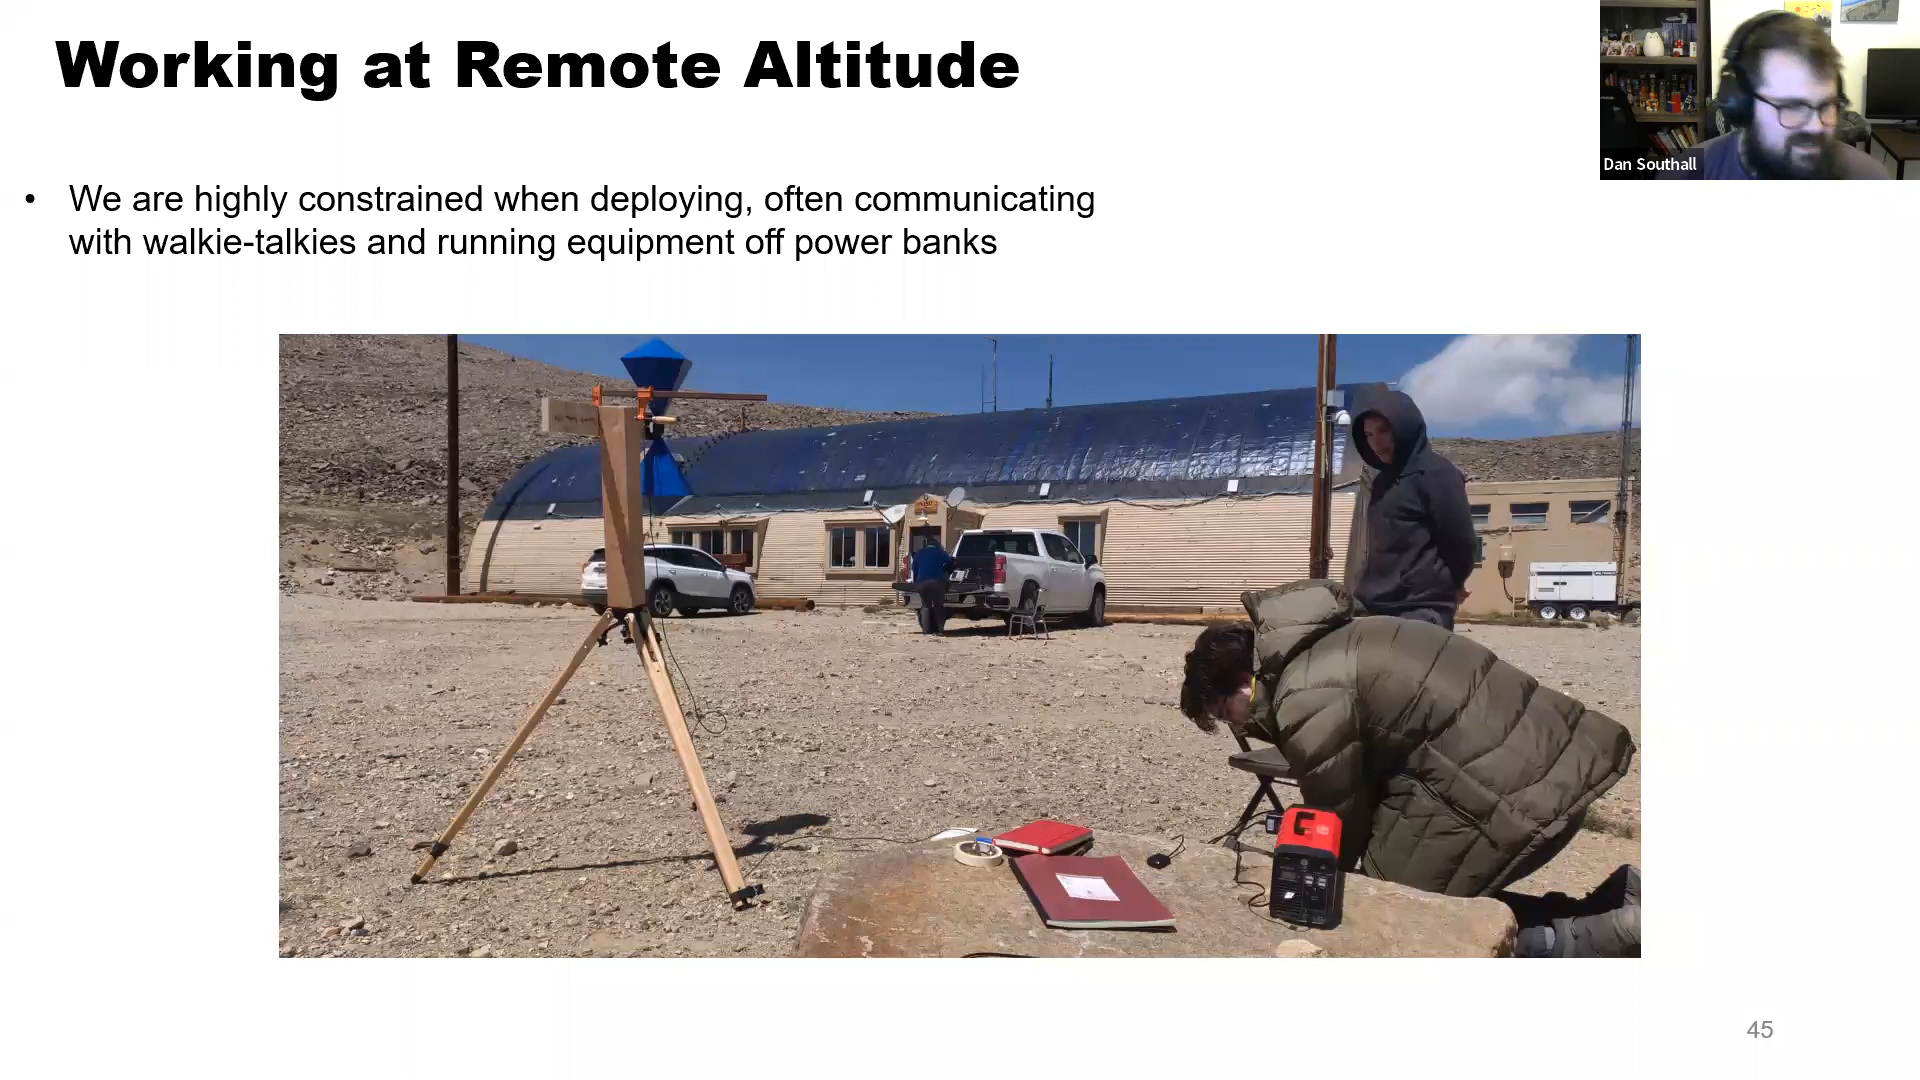 Working at Remote Altitude
Dan Southall
• We are highly constrained when deploying, often communicating
with walkie-talkies and running equipment off power banks
45